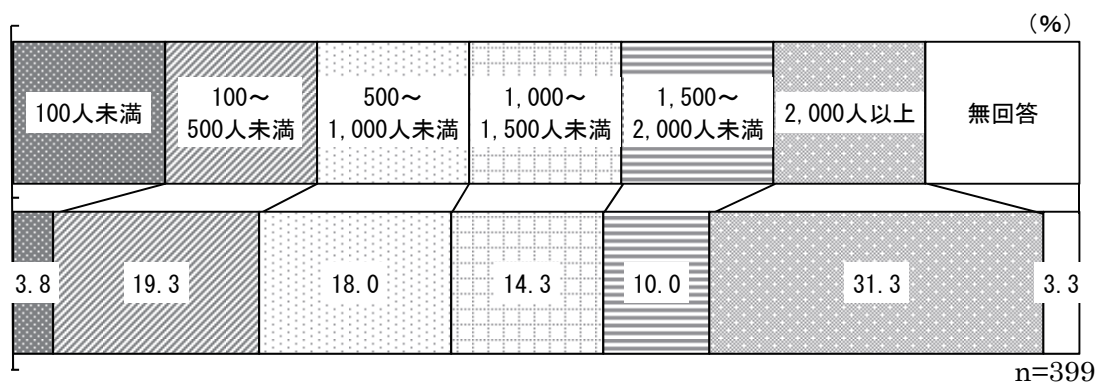 (%)
100人未満
100～
500人未満
500～
1,000人未満
1,000～
1,500人未満
1,500～
2,000人未満
2,000人以上
無回答
3.8
19.3
18.0
14.3
10.0
31.3
3.3
n=399